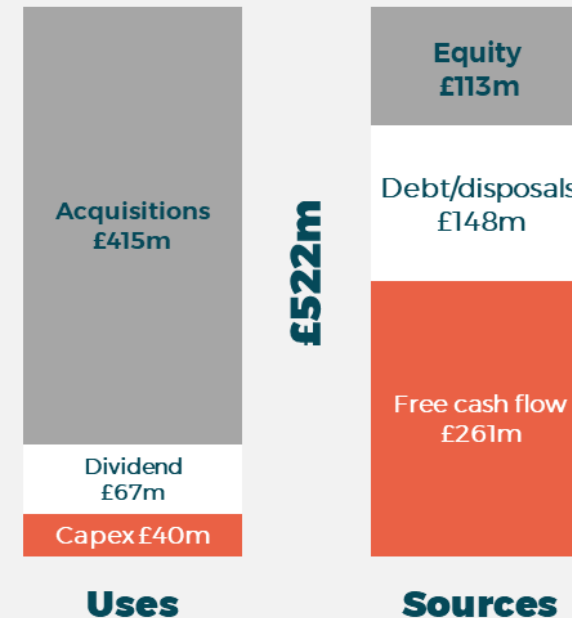 Acquisitions
£415m
Dividend
£67m
Capex £40m
Uses
£522m
Equity
£113m
Debt/disposals
£148m
Free cash flow
£261m
Sources